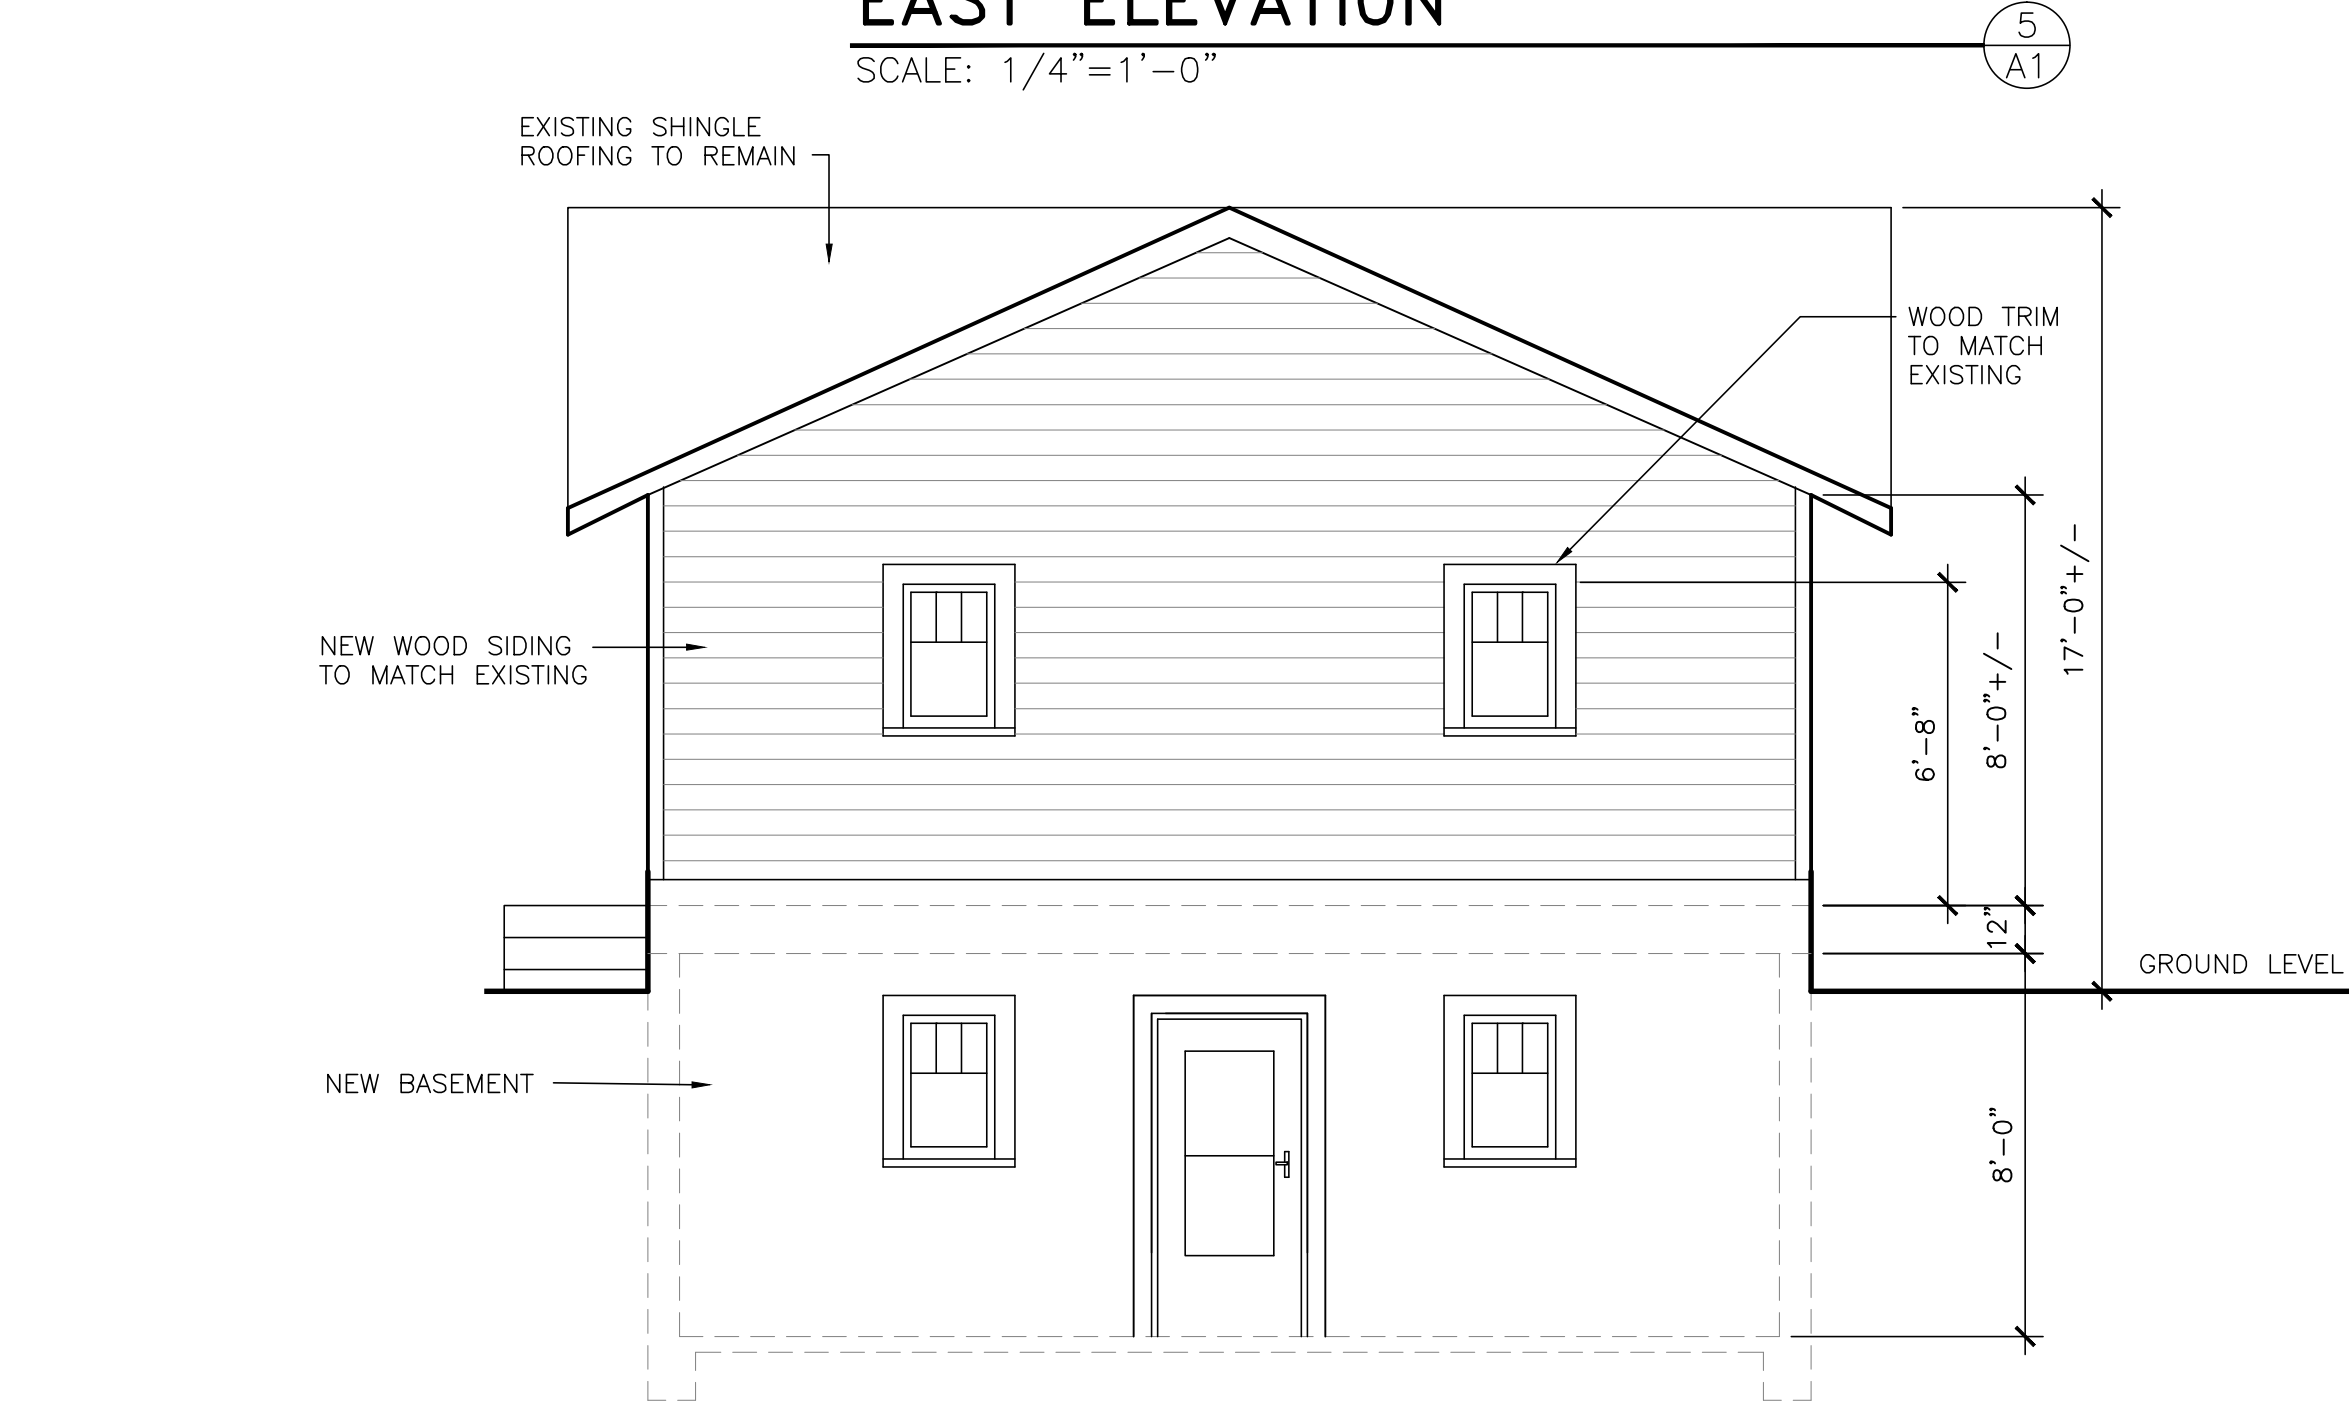 EAST ELEVATION
5
SCALE: 1/4"=1'-0"
A1
EXISTING SHINGLE
ROOFING TO REMAIN
WOOD TRIM
TO MATCH
EXISTING
17'-0"+/-
8'-0"+/-
6'-8"
NEW WOOD SIDING
TO MATCH EXISTING
12"
GROUND LEVEL
NEW BASEMENT
8'-0"